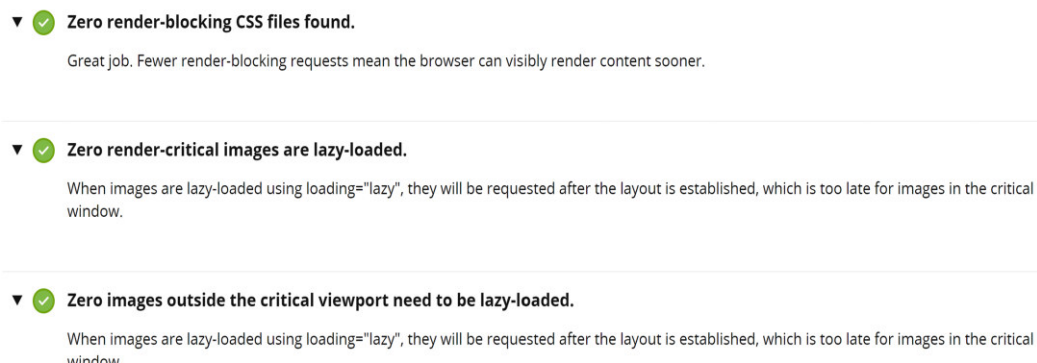 Zero render-blocking CSS files found.
Great job. Fewer render-blocking requests mean the browser can visibly render content sooner.
Zero render-critical images are lazy-loaded.
When images are lazy-loaded using loading="lazy", they will be requested after the layout is established, which is too late for images in the critical
window.
Zero images outside the critical viewport need to be lazy-loaded.
When images are lazy-loaded using loading="lazy", they will be requested after the layout is established, which is too late for images in the critical
window